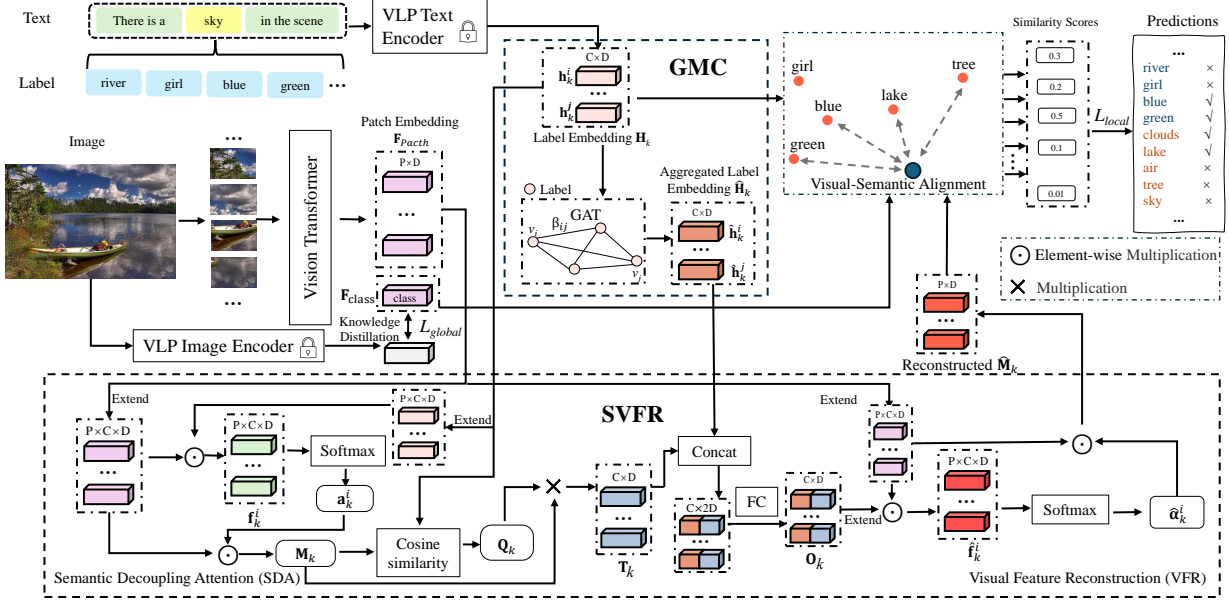 Text
There is a
sky
in the scene
VLP Text
Encoder
Label
river
girl
blue
green
...
Image
...
...
Vision Transformer
Patch Embedding
F_Pacth
P×D
...
F_class
class
Knowledge
Distillation
L_global
VLP Image Encoder
GMC
C×D
h_k^i
...
h_k^j
Label Embedding H_k
Label
GAT
β_ij
v_i
v_j
Aggregated Label
Embedding Ĥ_k
C×D
ĥ_k^i
...
ĥ_k^j
girl
tree
blue
lake
green
Visual-Semantic Alignment
Similarity Scores
0.3
0.2
0.5
0.1
0.01
L_local
Predictions
...
river ×
girl ×
blue √
green √
clouds √
lake √
air ×
tree ×
sky ×
...
Element-wise Multiplication
Multiplication
P×D
...
Reconstructed M̂_k
SVFR
Extend
P×C×D
...
P×C×D
...
f_k^i
Softmax
a_k^i
P×C×D
...
Extend
M_k
Cosine
similarity
Q_k
C×D
...
T_k
Concat
C×2D
...
FC
C×D
...
O_k
Extend
Extend
P×C×D
...
P×C×D
...
f̂_k^i
Softmax
α̂_k^i
Semantic Decoupling Attention (SDA)
Visual Feature Reconstruction (VFR)